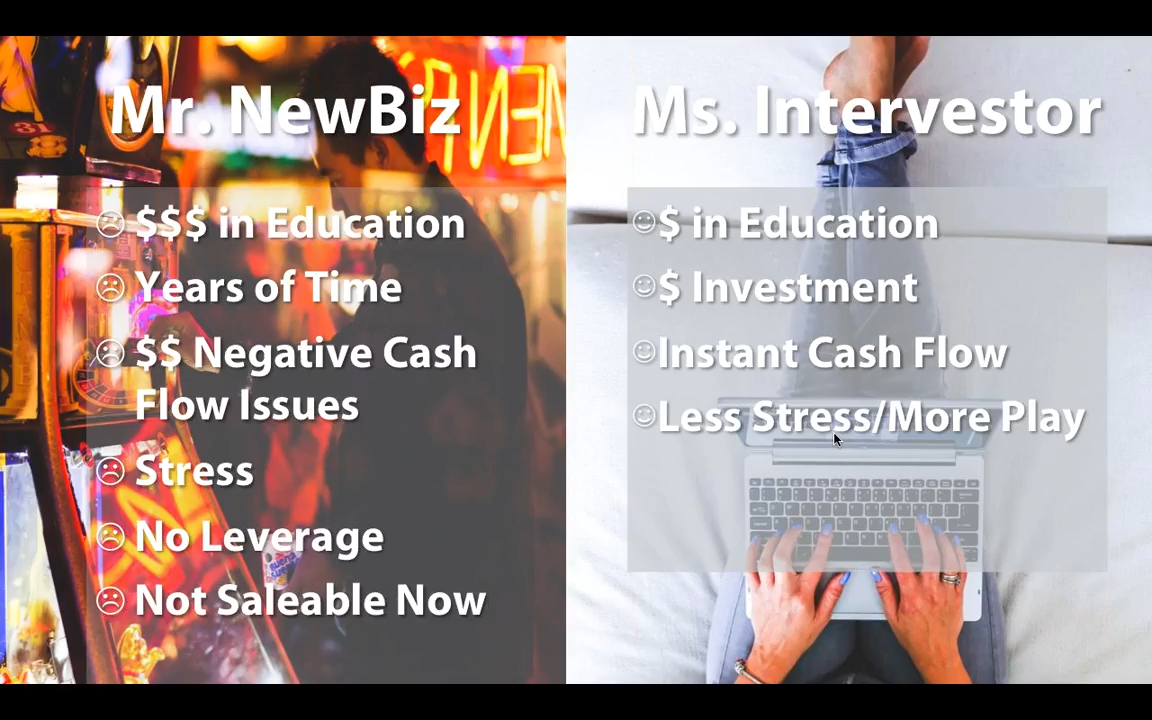 Mr. NewBiz
$$$ in Education
Years of Time
$$ Negative Cash
Flow Issues
Stress
No Leverage
Not Saleable Now
Ms. Intervestor
$ in Education
$ Investment
Instant Cash Flow
Less Stress/More Play
31